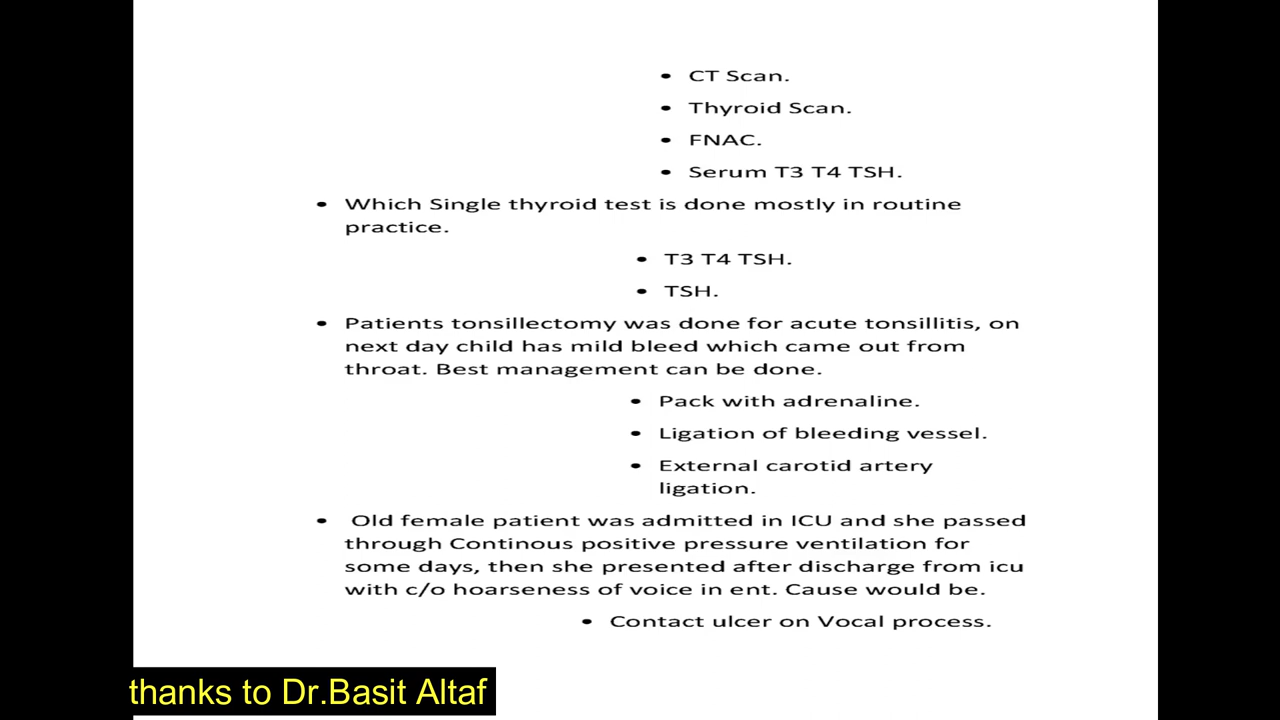 • CT Scan.
• Thyroid Scan.
• FNAC.
• Serum T3 T4 TSH.
• Which Single thyroid test is done mostly in routine
practice.
• T3 T4 TSH.
• TSH.
• Patients tonsillectomy was done for acute tonsillitis, on
next day child has mild bleed which came out from
throat. Best management can be done.
• Pack with adrenaline.
• Ligation of bleeding vessel.
• External carotid artery
ligation.
• Old female patient was admitted in ICU and she passed
through Continous positive pressure ventilation for
some days, then she presented after discharge from icu
with c/o hoarseness of voice in ent. Cause would be.
• Contact ulcer on Vocal process.
thanks to Dr.Basit Altaf